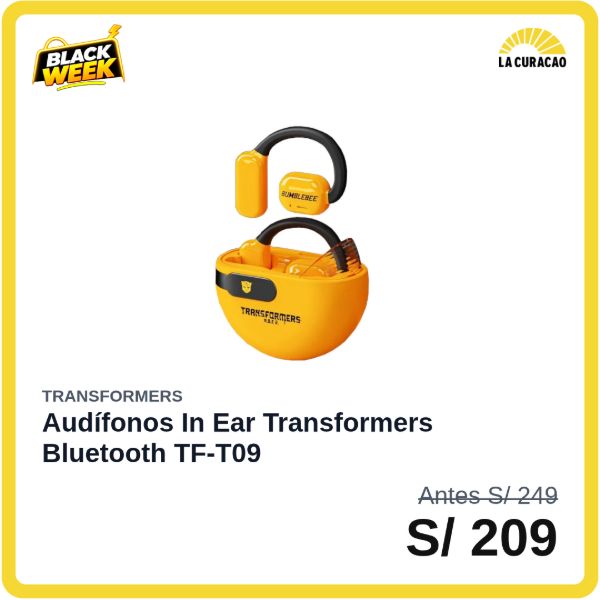 BLACK
WEEK
LA CURACAO
BUMBLEBEE
TRANSFORMERS
TRANSFORMERS
Audífonos In Ear Transformers
Bluetooth TF-T09
Antes S/ 249
S/ 209